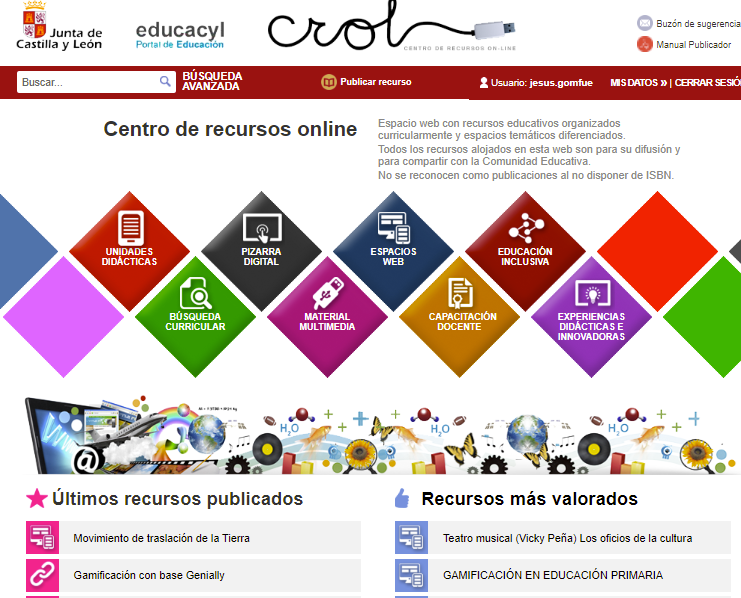 Junta de
Castilla y León
educacyl
Portal de Educación
crol
CENTRO DE RECURSOS ON-LINE
Buzón de sugerencia
Manual Publicador
Buscar...
BÚSQUEDA
AVANZADA
Publicar recurso
Usuario: jesus.gomfue
MIS DATOS » | CERRAR SESIÓ
Centro de recursos online
Espacio web con recursos educativos organizados
curricularmente y espacios temáticos diferenciados.
Todos los recursos alojados en esta web son para su difusión y
para compartir con la Comunidad Educativa.
No se reconocen como publicaciones al no disponer de ISBN.
UNIDADES
DIDÁCTICAS
PIZARRA
DIGITAL
ESPACIOS
WEB
EDUCACIÓN
INCLUSIVA
BÚSQUEDA
CURRICULAR
MATERIAL
MULTIMEDIA
CAPACITACIÓN
DOCENTE
EXPERIENCIAS
DIDÁCTICAS E
INNOVADORAS
WWW
@
H₂O
H₂O
H₂O
Últimos recursos publicados
Movimiento de traslación de la Tierra
Gamificación con base Genially
Recursos más valorados
Teatro musical (Vicky Peña) Los oficios de la cultura
GAMIFICACIÓN EN EDUCACIÓN PRIMARIA